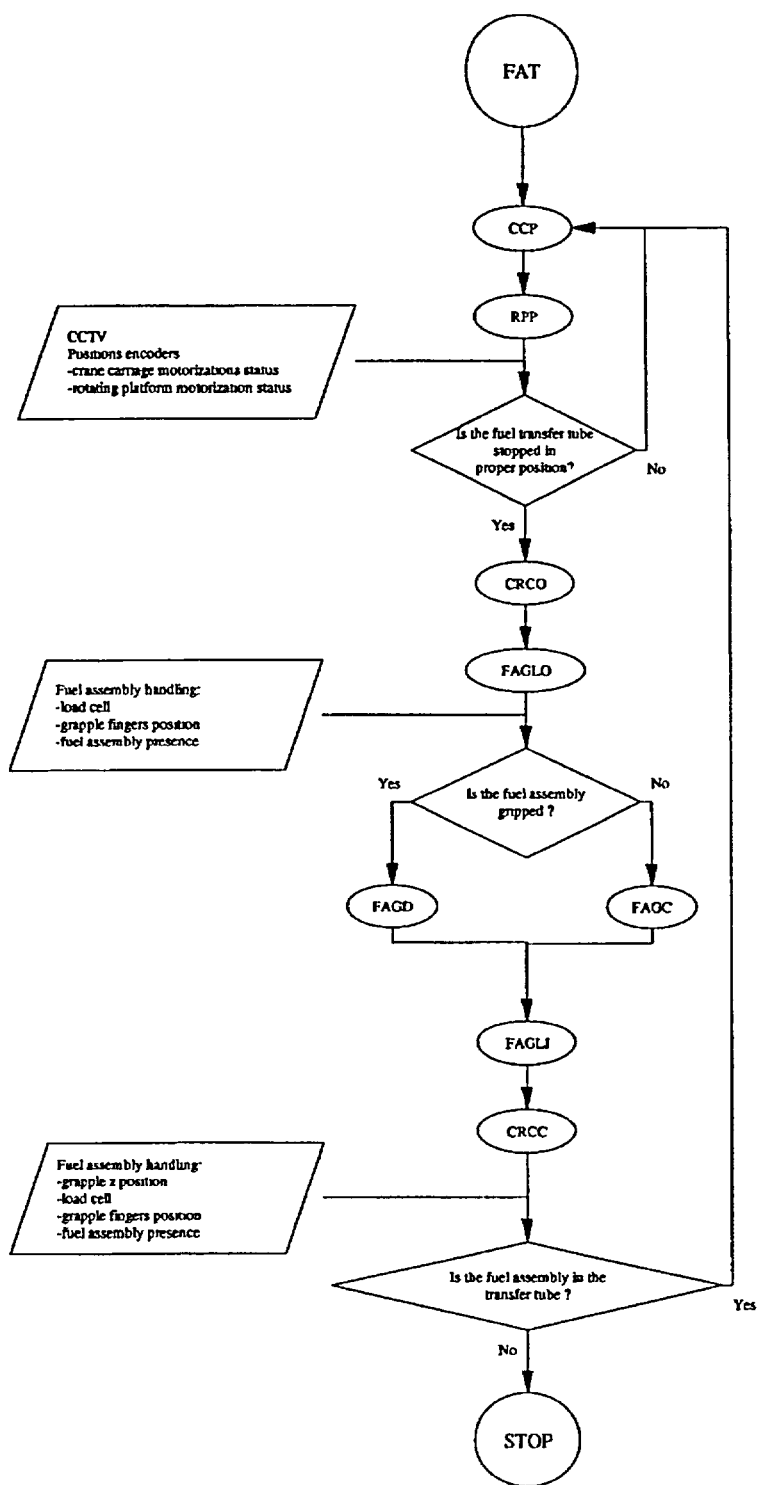 FAT
CCP
RPP
CCTV
Positions encoders
-crane carriage motorizations status
-rotating platform motorization status
Is the fuel transfer tube
stopped in
proper position?
No
Yes
CRCO
FAGLO
Fuel assembly handling:
-load cell
-grapple fingers position
-fuel assembly presence
Yes
No
Is the fuel assembly
gripped ?
FAGD
FAGC
FAGLI
CRCC
Fuel assembly handling:
-grapple z position
-load cell
-grapple fingers position
-fuel assembly presence
Is the fuel assembly in the
transfer tube ?
Yes
No
STOP